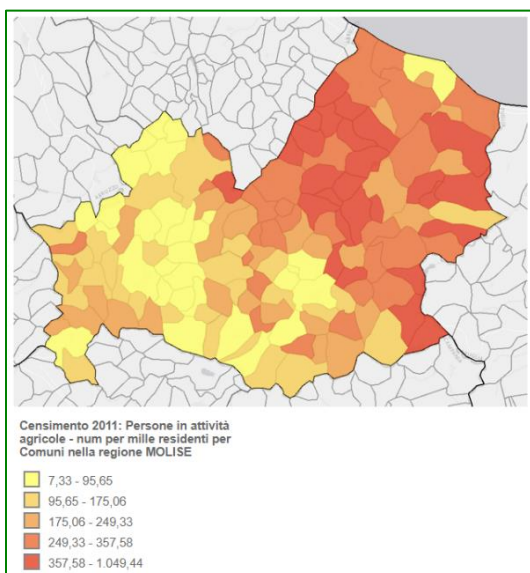 Censimento 2011: Persone in attività
agricole - num per mille residenti per
Comuni nella regione MOLISE
7,33 - 95,65
95,65 - 175,06
175,06 - 249,33
249,33 - 357,58
357,58 - 1.049,44